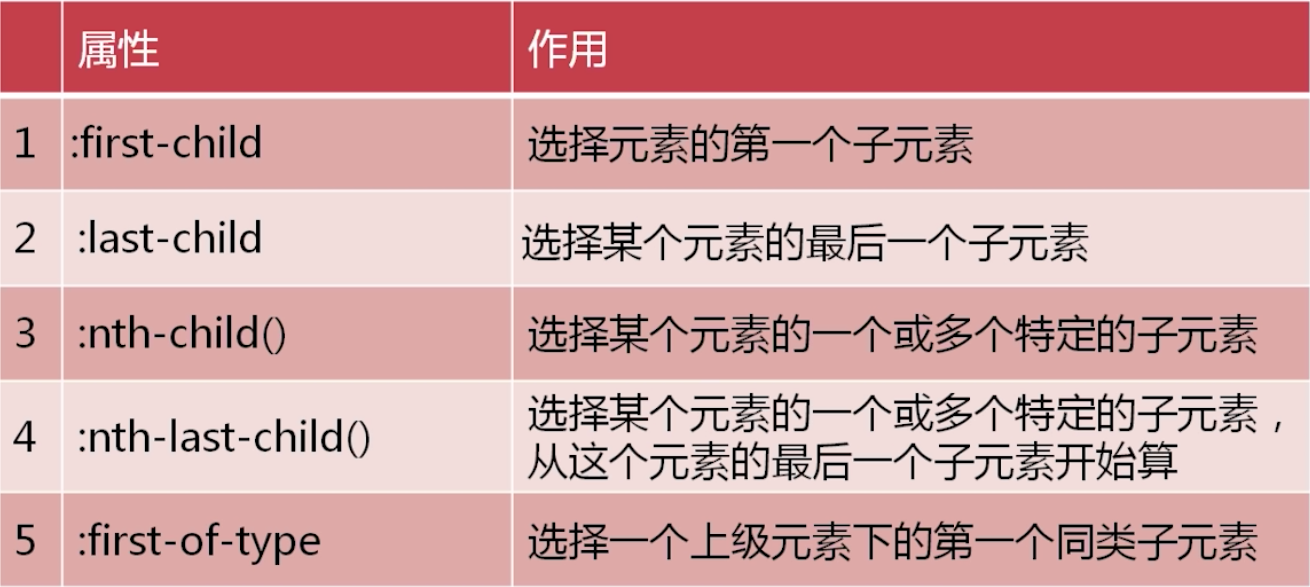 属性 作用
1 :first-child 选择元素的第一个子元素
2 :last-child 选择某个元素的最后一个子元素
3 :nth-child() 选择某个元素的一个或多个特定的子元素
4 :nth-last-child() 选择某个元素的一个或多个特定的子元素，
从这个元素的最后一个子元素开始算
5 :first-of-type 选择一个上级元素下的第一个同类子元素